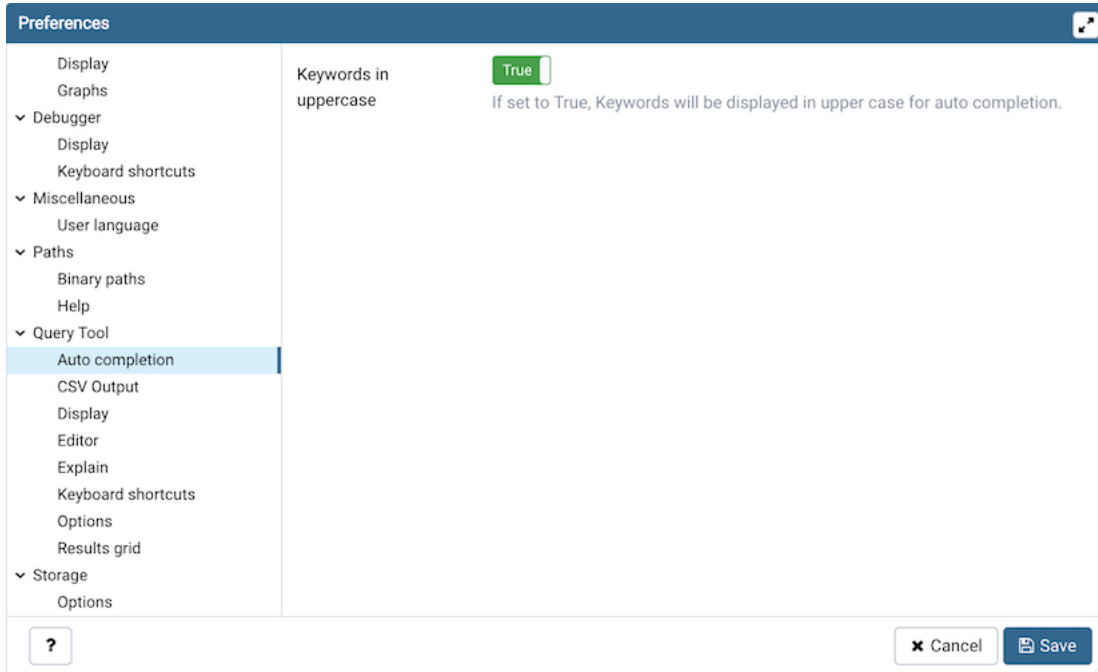 Preferences
Display
Graphs
Debugger
Display
Keyboard shortcuts
Miscellaneous
User language
Paths
Binary paths
Help
Query Tool
Auto completion
CSV Output
Display
Editor
Explain
Keyboard shortcuts
Options
Results grid
Storage
Options
Keywords in
uppercase
True
If set to True, Keywords will be displayed in upper case for auto completion.
?
Cancel
Save